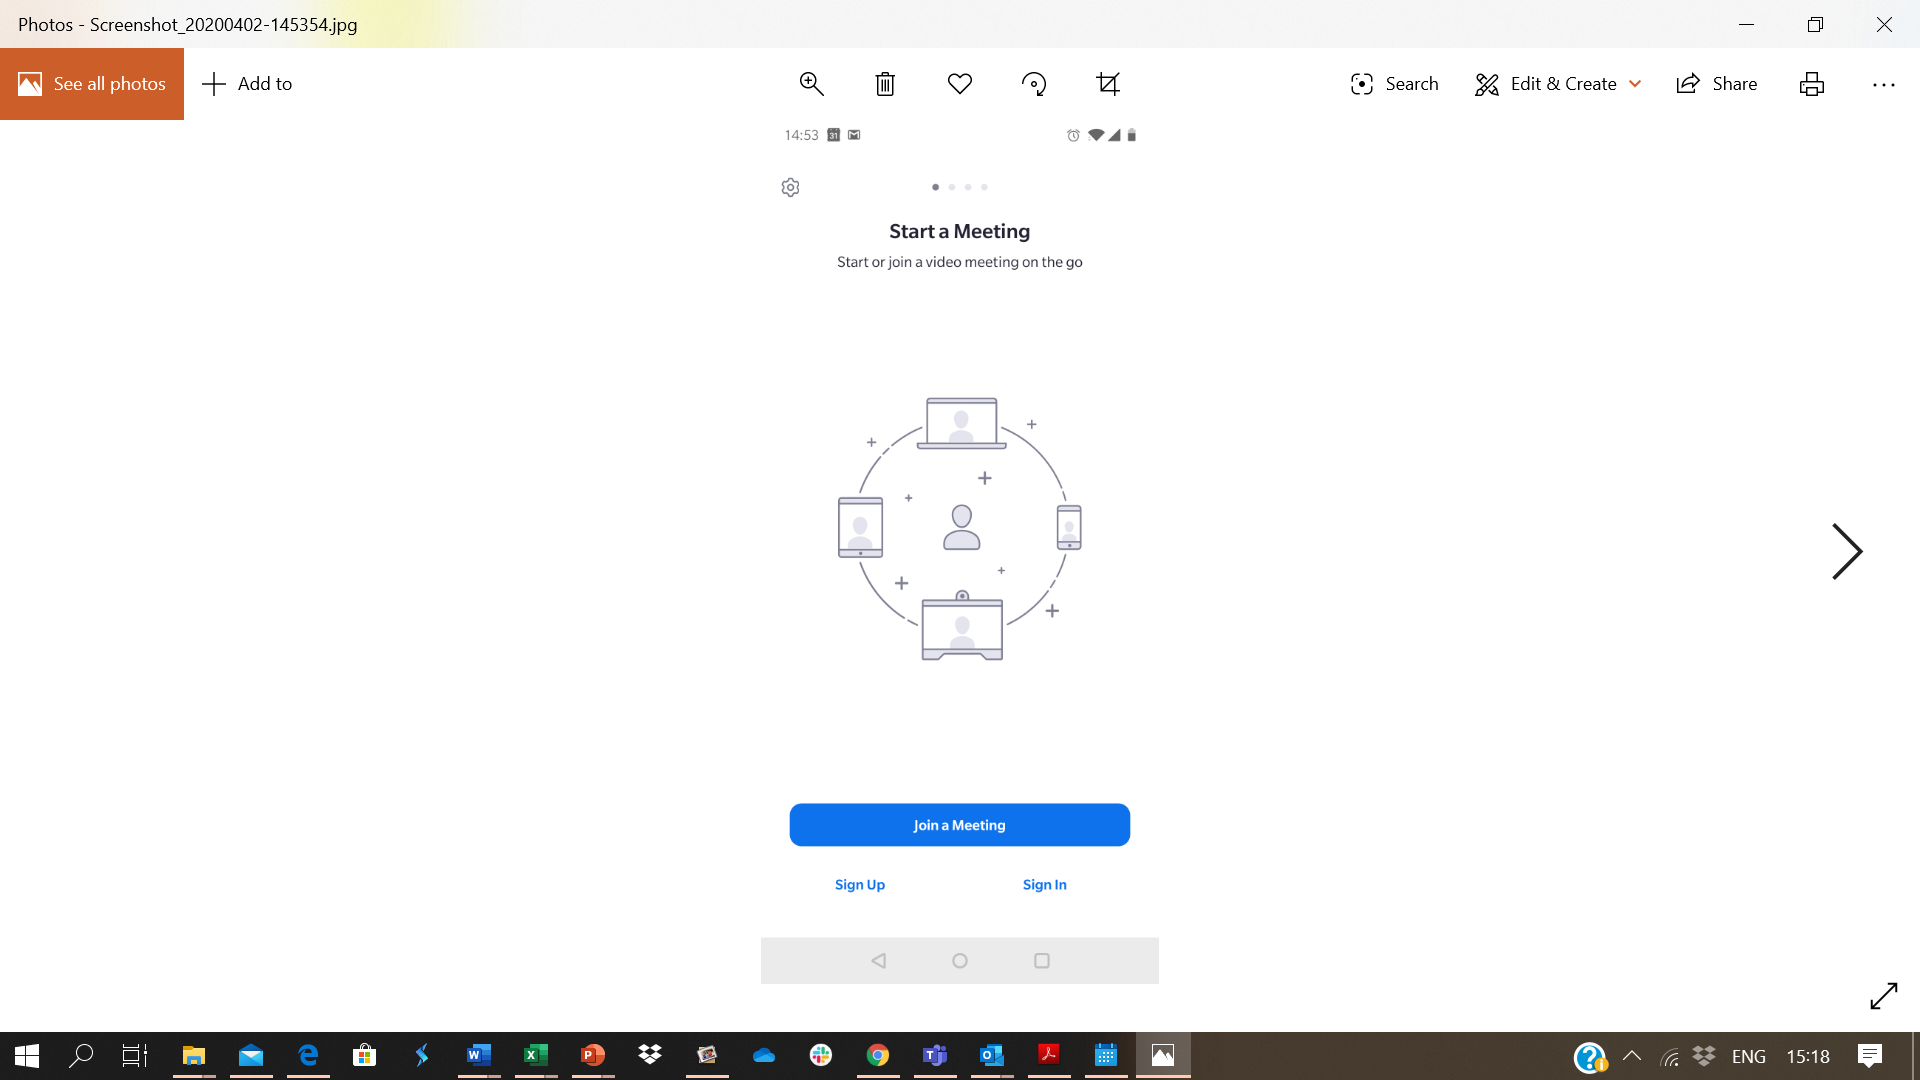 Photos - Screenshot_20200402-145354.jpg
See all photos
Add to
Search
Edit & Create
Share
14:53
31
Start a Meeting
Start or join a video meeting on the go
Join a Meeting
Sign Up
Sign In
ENG
15:18